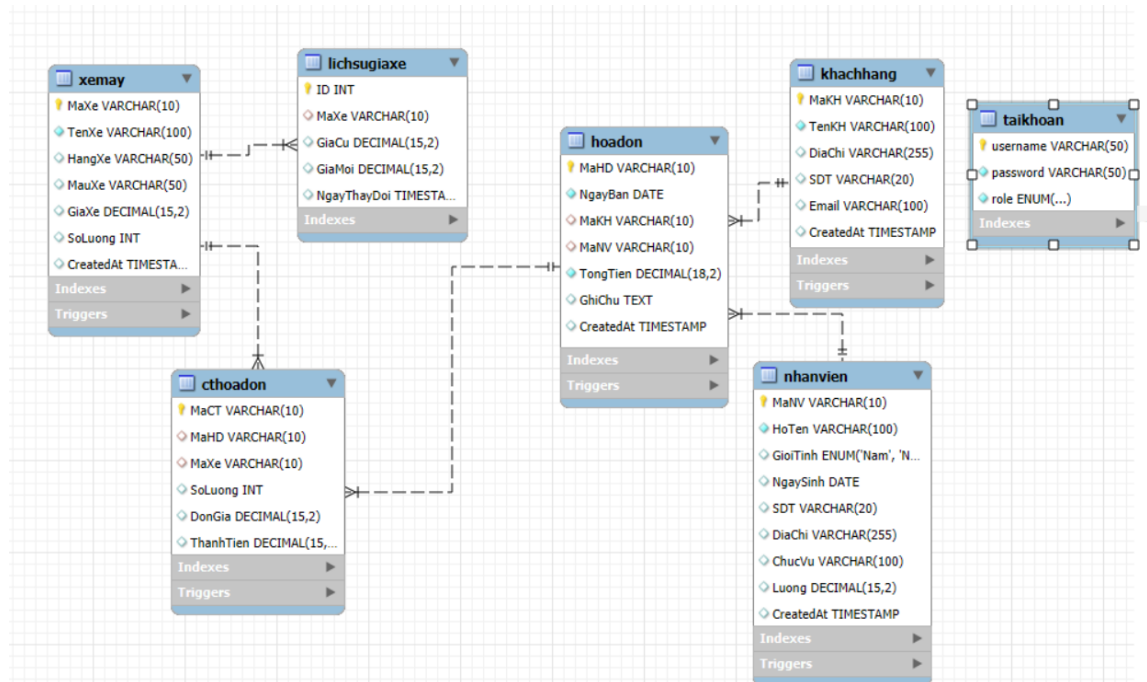 xemay
MaXe VARCHAR(10)
TenXe VARCHAR(100)
HangXe VARCHAR(50)
MauXe VARCHAR(50)
GiaXe DECIMAL(15,2)
SoLuong INT
CreatedAt TIMESTA...
Indexes
Triggers
lichsugiaxe
ID INT
MaXe VARCHAR(10)
GiaCu DECIMAL(15,2)
GiaMoi DECIMAL(15,2)
NgayThayDoi TIMESTA...
Indexes
hoadon
MaHD VARCHAR(10)
NgayBan DATE
MaKH VARCHAR(10)
MaNV VARCHAR(10)
TongTien DECIMAL(18,2)
GhiChu TEXT
CreatedAt TIMESTAMP
Indexes
Triggers
khachhang
MaKH VARCHAR(10)
TenKH VARCHAR(100)
DiaChi VARCHAR(255)
SDT VARCHAR(20)
Email VARCHAR(100)
CreatedAt TIMESTAMP
Indexes
Triggers
taikhoan
username VARCHAR(50)
password VARCHAR(50)
role ENUM(...)
Indexes
cthoadon
MaCT VARCHAR(10)
MaHD VARCHAR(10)
MaXe VARCHAR(10)
SoLuong INT
DonGia DECIMAL(15,2)
ThanhTien DECIMAL(15,...
Indexes
Triggers
nhanvien
MaNV VARCHAR(10)
HoTen VARCHAR(100)
GioiTinh ENUM('Nam', 'N...
NgaySinh DATE
SDT VARCHAR(20)
DiaChi VARCHAR(255)
ChucVu VARCHAR(100)
Luong DECIMAL(15,2)
CreatedAt TIMESTAMP
Indexes
Triggers